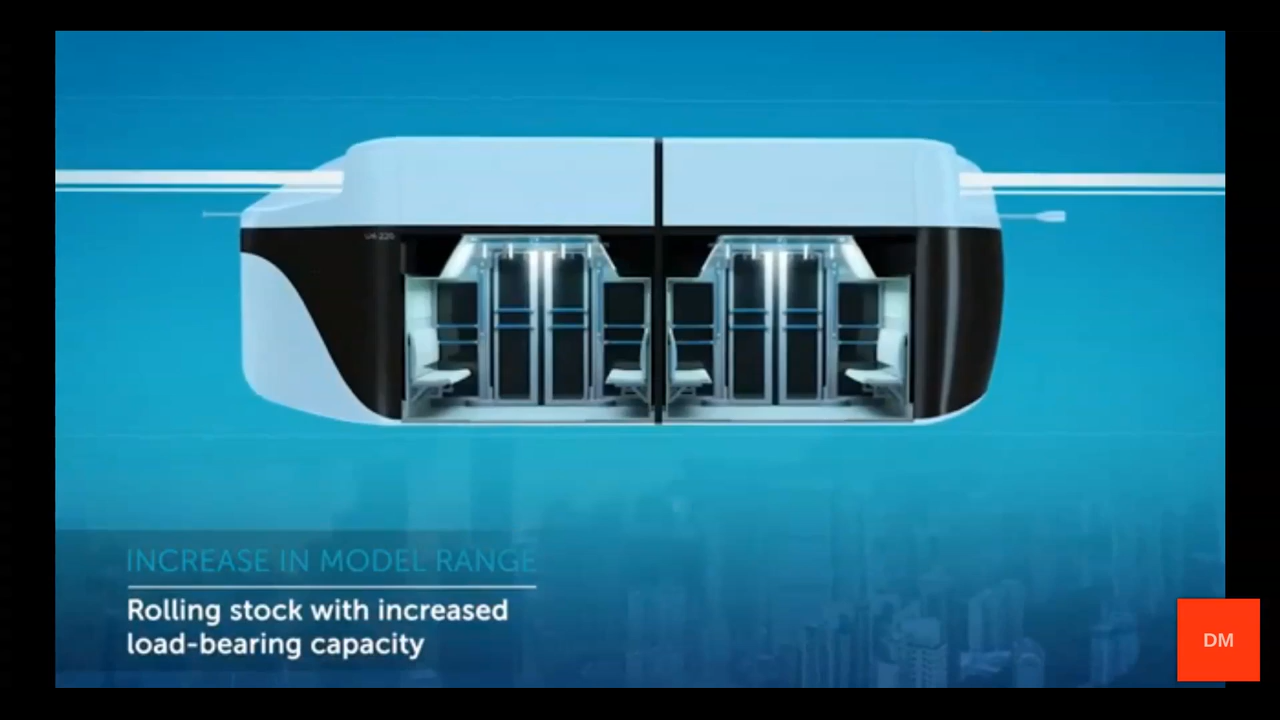 INCREASE IN MODEL RANGE
Rolling stock with increased
load-bearing capacity
DM